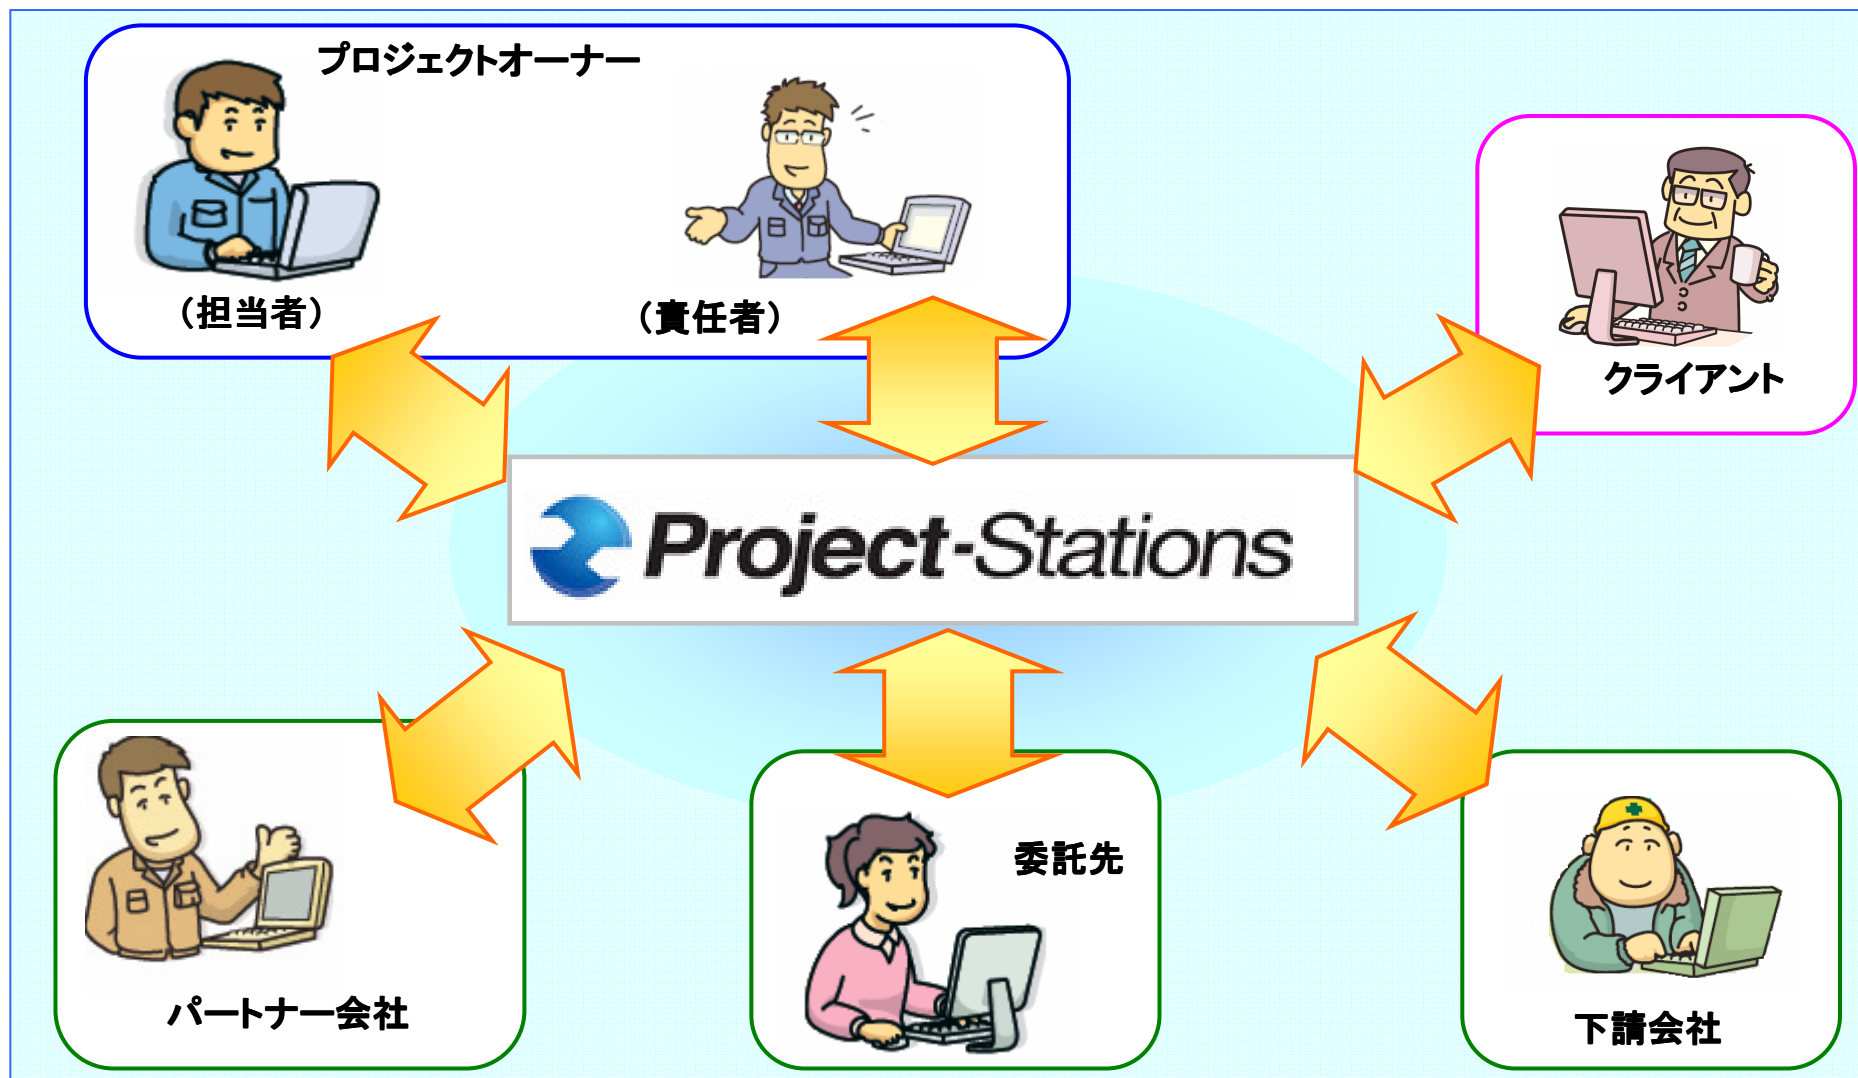 プロジェクトオーナー
（担当者）
（責任者）
クライアント
Project-Stations
パートナー会社
委託先
下請会社